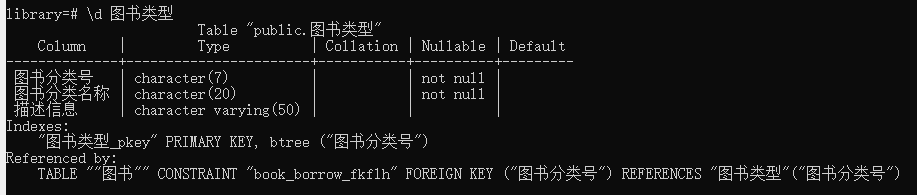 library=# \d 图书类型
Table "public.图书类型"
Column | Type | Collation | Nullable | Default
-----------+----------------------+-----------+----------+---------
图书分类号 | character(7) | | not null |
图书分类名称 | character(20) | | not null |
描述信息 | character varying(50) | | |
Indexes:
"图书类型_pkey" PRIMARY KEY, btree ("图书分类号")
Referenced by:
TABLE ""图书"" CONSTRAINT "book_borrow_fkflh" FOREIGN KEY ("图书分类号") REFERENCES "图书类型"("图书分类号")